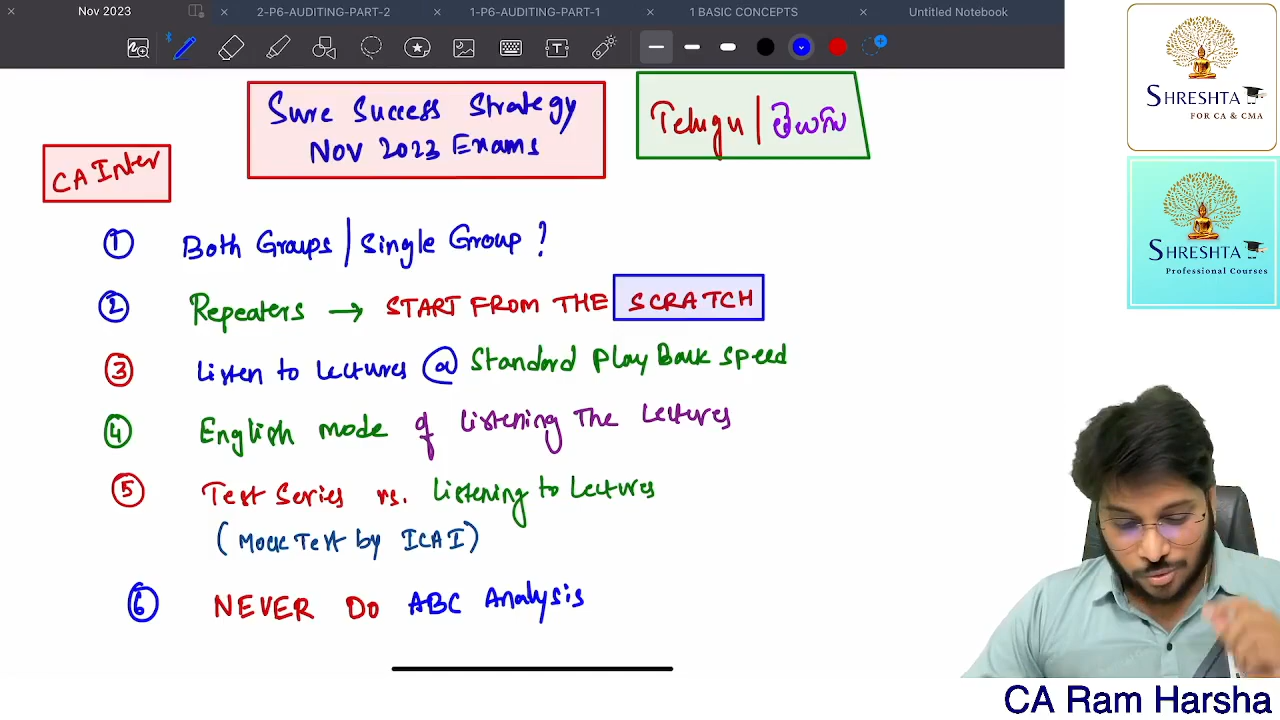 Nov 2023
2-P6-AUDITING-PART-2
1-P6-AUDITING-PART-1
1 BASIC CONCEPTS
Untitled Notebook
Sure Success Strategy
Nov 2023 Exams
Telugu | తెలుగు
CA Inter
① Both Groups | Single Group ?
② Repeaters → START FROM THE SCRATCH
③ Listen to Lectures @ Standard Play Back Speed
④ English mode of listening The Lectures
⑤ Test Series vs. Listening to Lectures
(Mock Test by ICAI)
⑥ NEVER Do ABC Analysis
SHRESHTA
FOR CA & CMA
SHRESHTA
Professional Courses
CA Ram Harsha